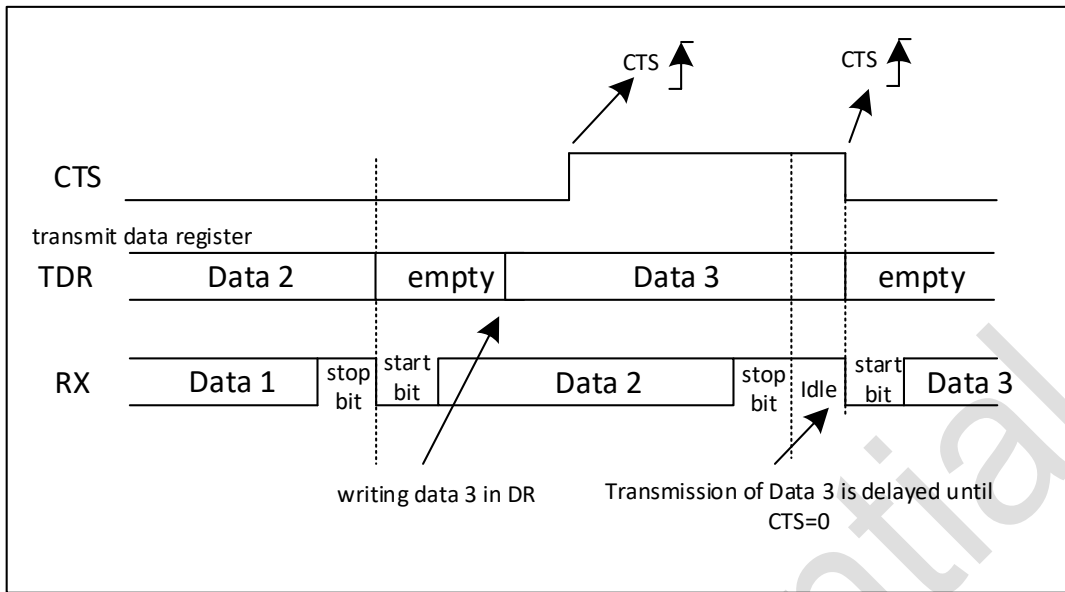 CTS
CTS
CTS
transmit data register
TDR
Data 2
empty
Data 3
empty
RX
Data 1
stop
bit
start
bit
Data 2
stop
bit
Idle
start
bit
Data 3
writing data 3 in DR
Transmission of Data 3 is delayed until
CTS=0